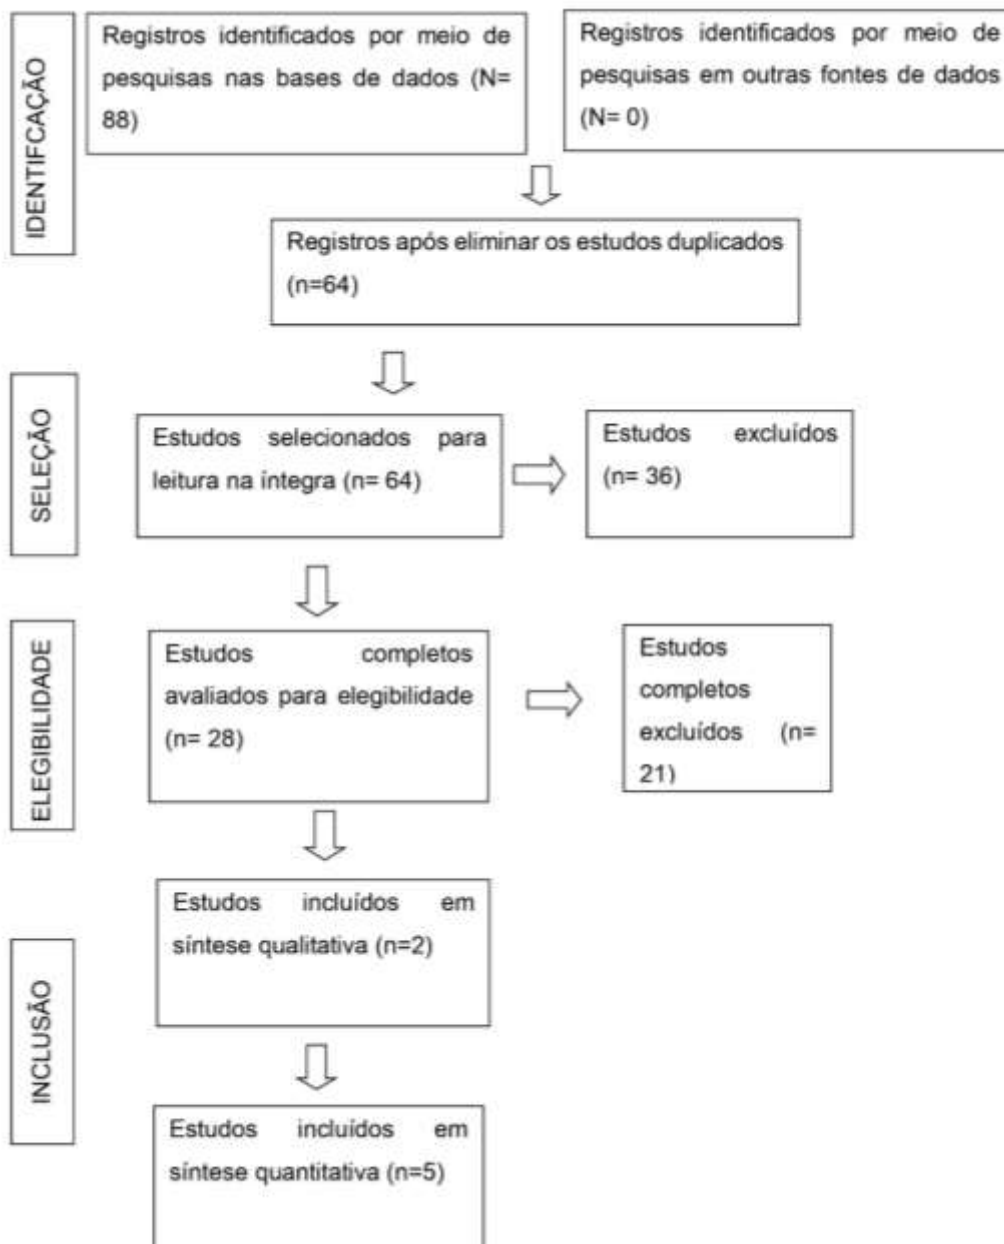 IDENTIFCAÇÃO
Registros identificados por meio de
pesquisas nas bases de dados (N=
88)
Registros identificados por meio de
pesquisas em outras fontes de dados
(N= 0)
Registros após eliminar os estudos duplicados
(n=64)
SELEÇÃO
Estudos selecionados para
leitura na íntegra (n= 64)
Estudos excluídos
(n= 36)
ELEGIBILIDADE
Estudos completos
avaliados para elegibilidade
(n= 28)
Estudos
completos
excluídos (n=
21)
INCLUSÃO
Estudos incluídos em
síntese qualitativa (n=2)
Estudos incluídos em
síntese quantitativa (n=5)